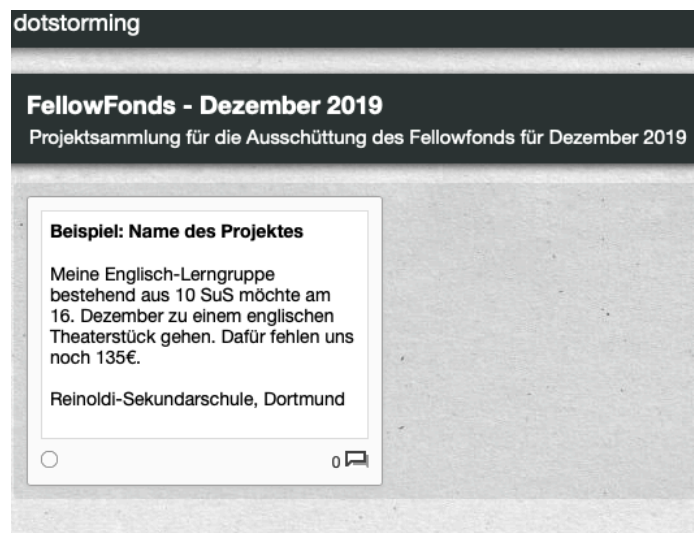 dotstorming
FellowFonds - Dezember 2019
Projektsammlung für die Ausschüttung des Fellowfonds für Dezember 2019
Beispiel: Name des Projektes
Meine Englisch-Lerngruppe
bestehend aus 10 SuS möchte am
16. Dezember zu einem englischen
Theaterstück gehen. Dafür fehlen uns
noch 135€.
Reinoldi-Sekundarschule, Dortmund
0